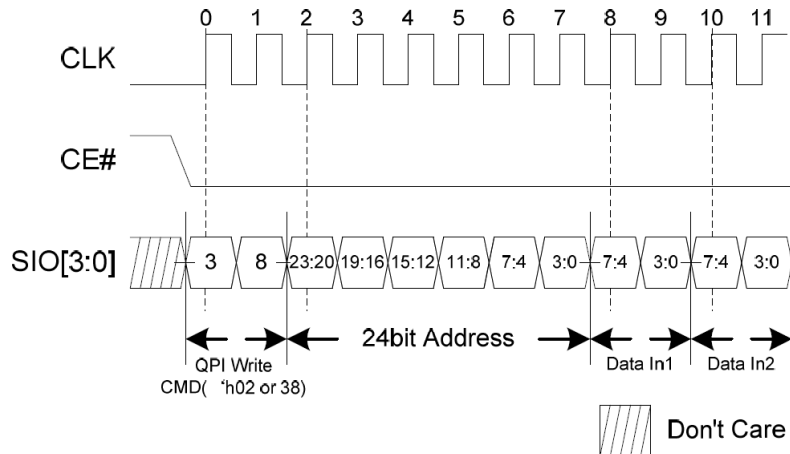 0 1 2 3 4 5 6 7 8 9 10 11
CLK
CE#
SIO[3:0] 3 8 23:20 19:16 15:12 11:8 7:4 3:0 7:4 3:0 7:4 3:0
24bit Address
QPI Write Data In1 Data In2
CMD( ‘h02 or 38)
Don't Care